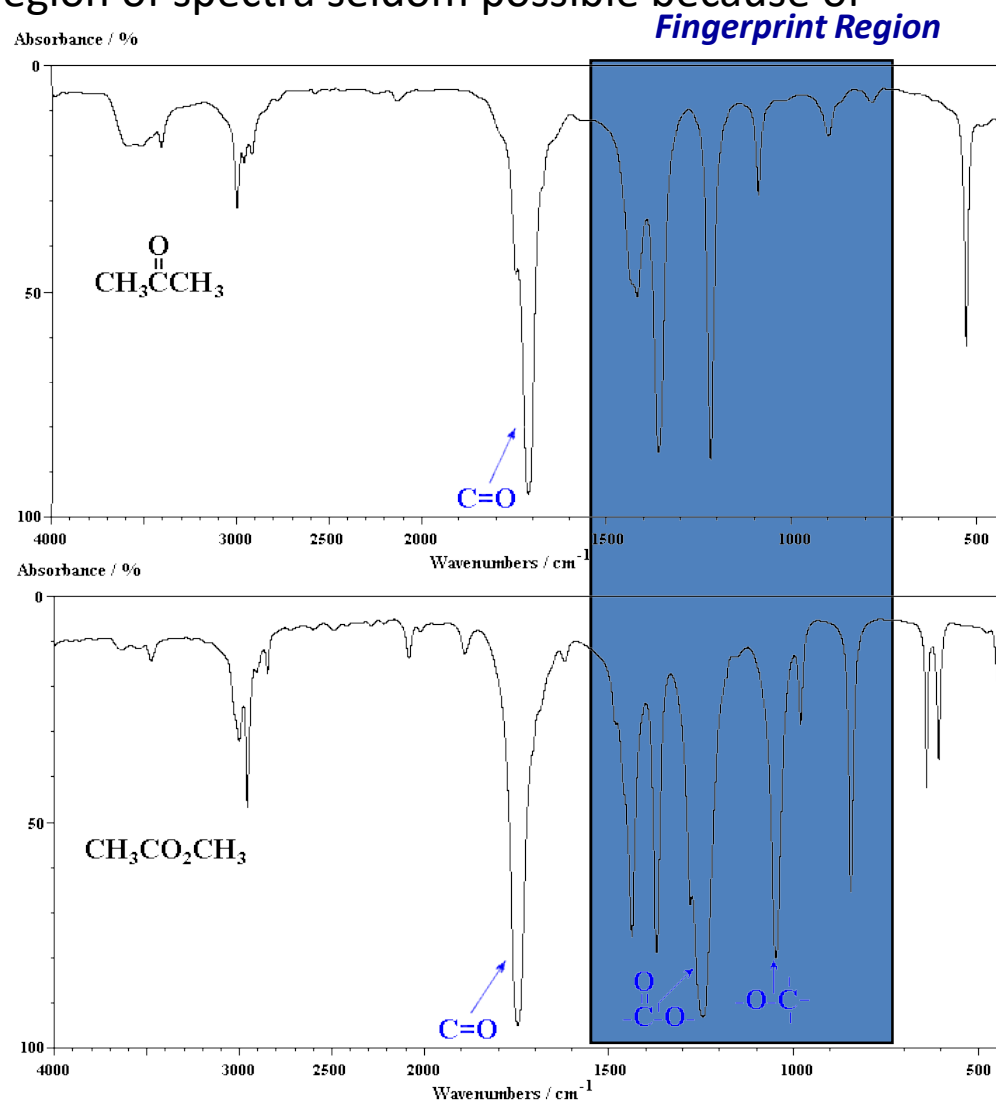 egion of spectra seldom possible because of
Fingerprint Region
Absorbance / %
0
50
100
O
CH₃CCH₃
C=O
4000 3000 2500 2000 1500 1000 500
Wavenumbers / cm⁻¹
Absorbance / %
0
50
100
CH₃CO₂CH₃
C=O
O
-C-O-
-O-C-
4000 3000 2500 2000 1500 1000 500
Wavenumbers / cm⁻¹